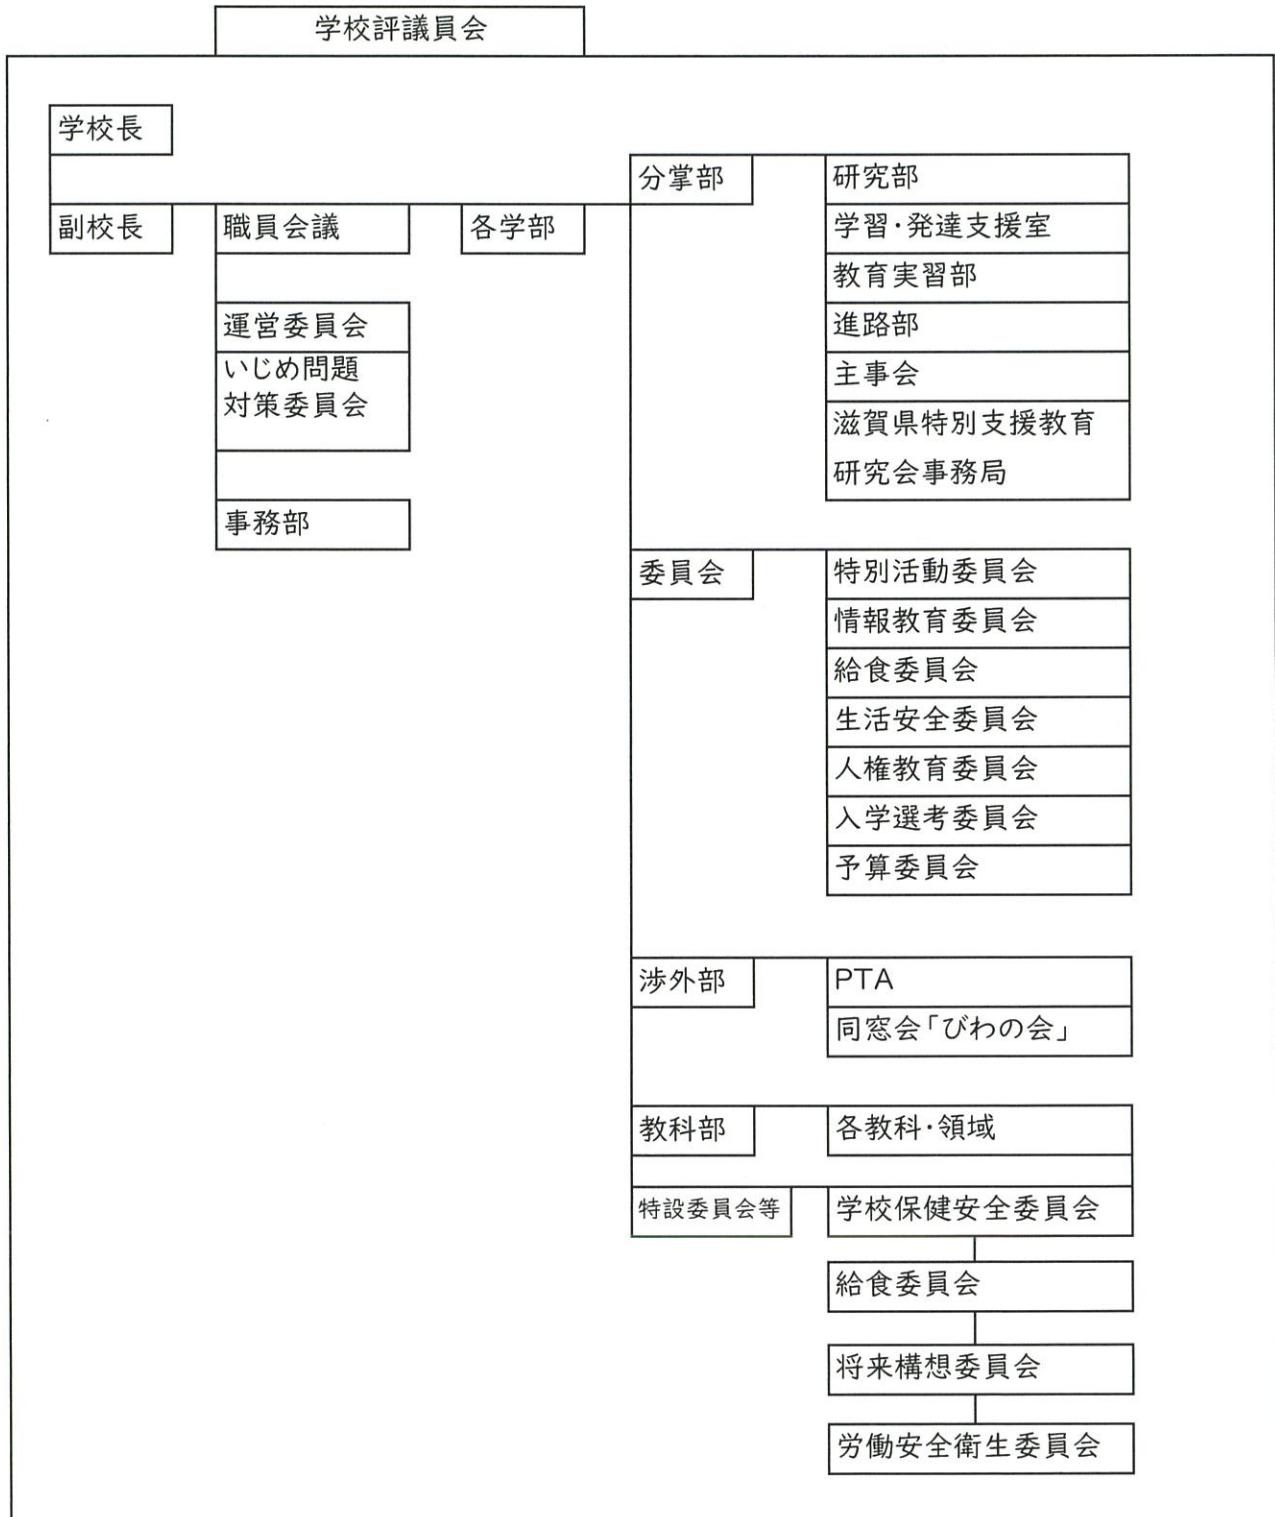 学校評議員会
学校長
副校長
職員会議
運営委員会
いじめ問題
対策委員会
事務部
各学部
分掌部
研究部
学習・発達支援室
教育実習部
進路部
主事会
滋賀県特別支援教育
研究会事務局
委員会
特別活動委員会
情報教育委員会
給食委員会
生活安全委員会
人権教育委員会
入学選考委員会
予算委員会
渉外部
PTA
同窓会「びわの会」
教科部
各教科・領域
特設委員会等
学校保健安全委員会
給食委員会
将来構想委員会
労働安全衛生委員会